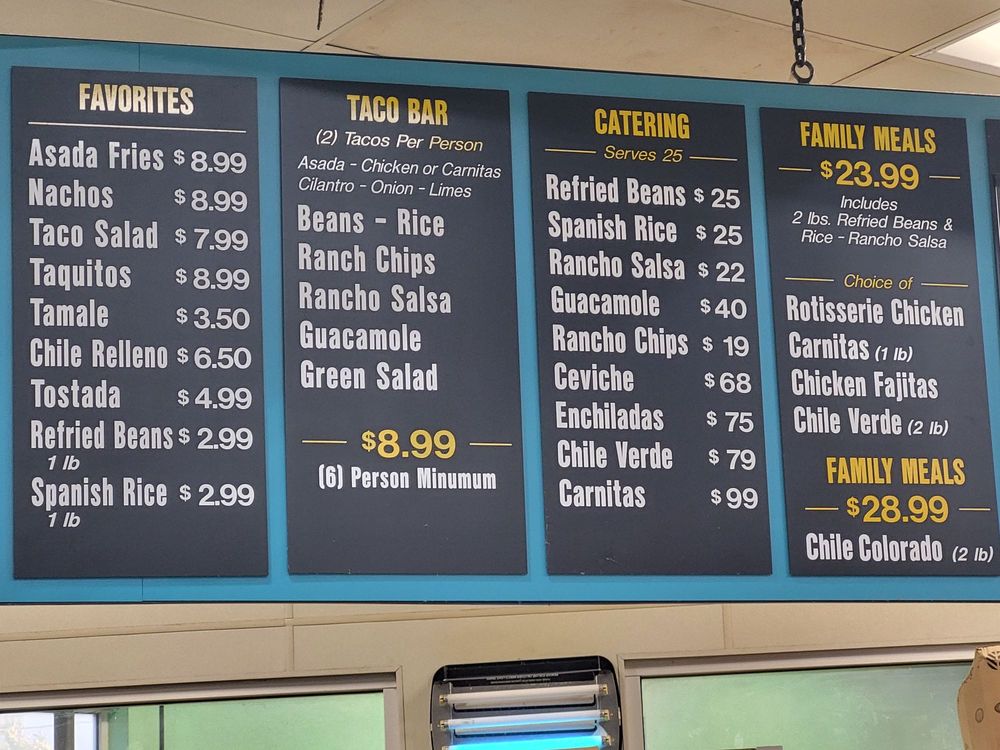 FAVORITES
Asada Fries $8.99
Nachos $8.99
Taco Salad $7.99
Taquitos $8.99
Tamale $3.50
Chile Relleno $6.50
Tostada $4.99
Refried Beans $2.99
1 lb
Spanish Rice $2.99
1 lb
TACO BAR
(2) Tacos Per Person
Asada - Chicken or Carnitas
Cilantro - Onion - Limes
Beans - Rice
Ranch Chips
Rancho Salsa
Guacamole
Green Salad
$8.99
(6) Person Minumum
CATERING
Serves 25
Refried Beans $25
Spanish Rice $25
Rancho Salsa $22
Guacamole $40
Rancho Chips $19
Ceviche $68
Enchiladas $75
Chile Verde $79
Carnitas $99
FAMILY MEALS
$23.99
Includes
2 lbs. Refried Beans &
Rice - Rancho Salsa
Choice of
Rotisserie Chicken
Carnitas (1 lb)
Chicken Fajitas
Chile Verde (2 lb)
FAMILY MEALS
$28.99
Chile Colorado (2 lb)